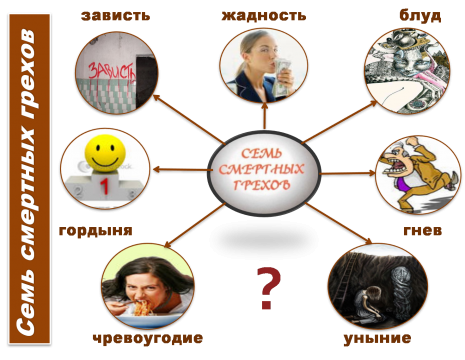 Семь смертных грехов
зависть
жадность
блуд
ЗАВИСТЬ
СЕМЬ
СМЕРТНЫХ
ГРЕХОВ
1
гордыня
гнев
?
чревоугодие
уныние